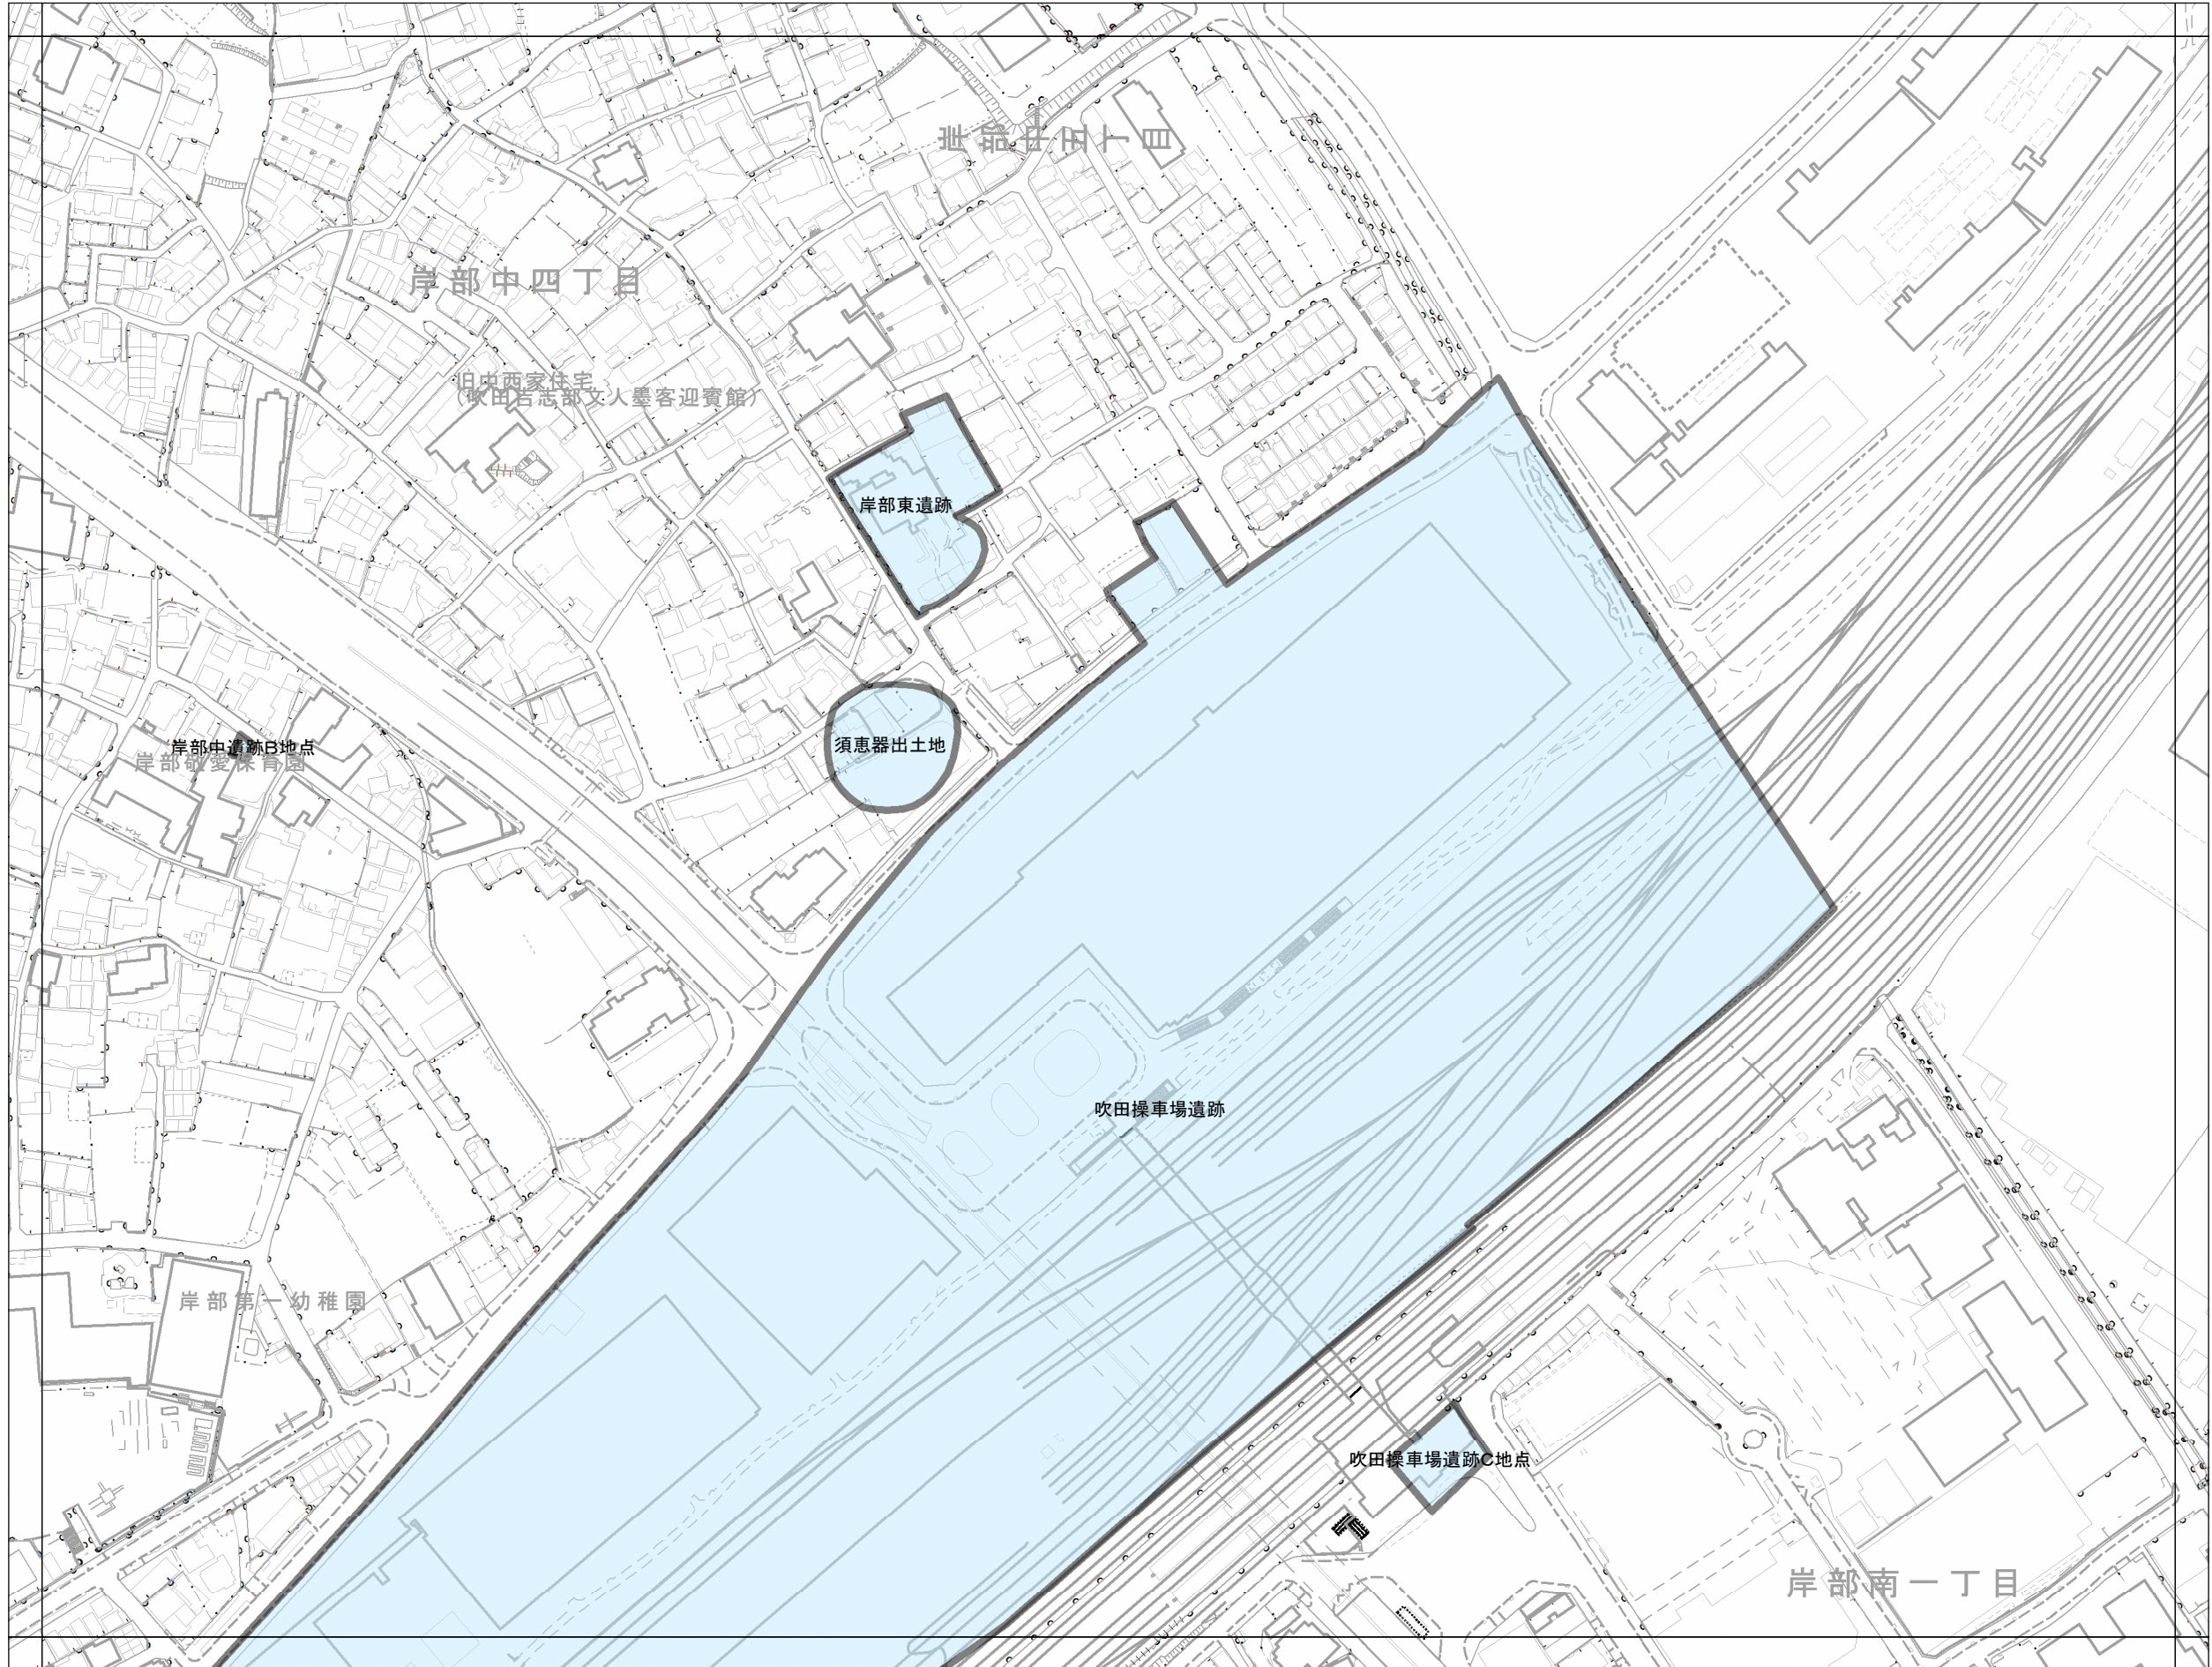 岸部中五丁目
岸部中四丁目
旧中西家住宅
(吹田吉志部文人墨客迎賓館)
岸部東遺跡
須恵器出土地
岸部中遺跡B地点
岸部敬愛保育園
吹田操車場遺跡
岸部第一幼稚園
吹田操車場遺跡C地点
岸部南一丁目